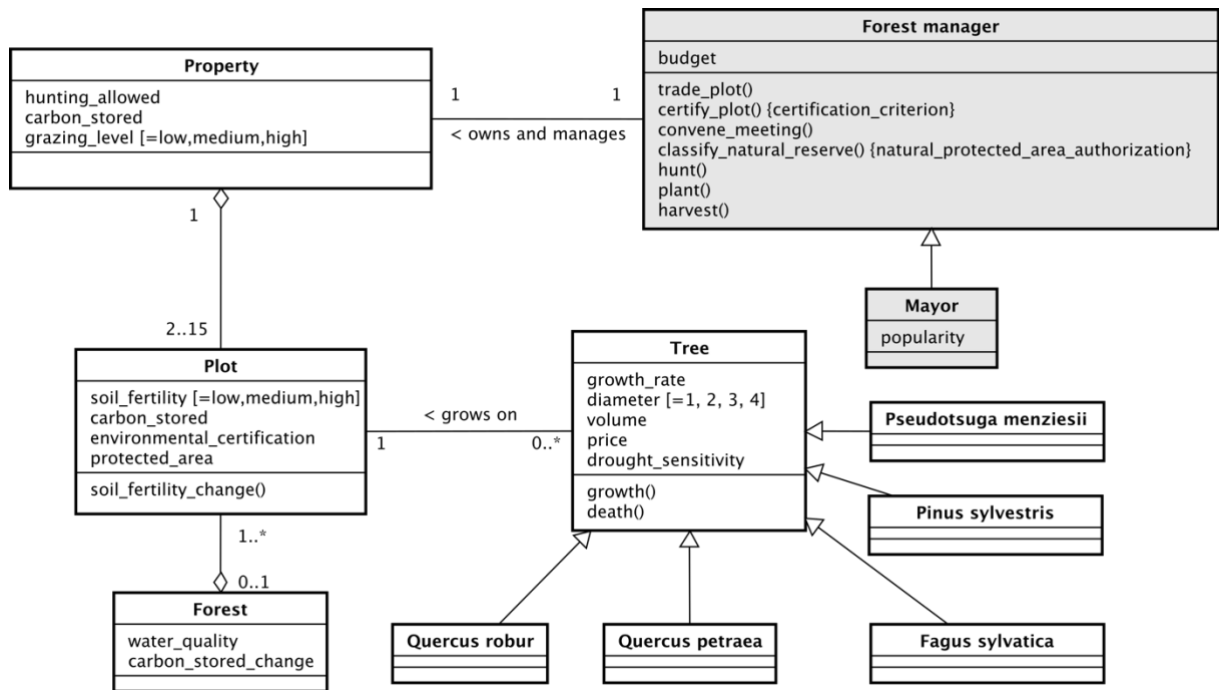 Forest manager
budget
trade_plot()
certify_plot() {certification_criterion}
convene_meeting()
classify_natural_reserve() {natural_protected_area_authorization}
hunt()
plant()
harvest()
Property
hunting_allowed
carbon_stored
grazing_level [=low,medium,high]
1
1
< owns and manages
1
2..15
Mayor
popularity
Plot
soil_fertility [=low,medium,high]
carbon_stored
environmental_certification
protected_area
soil_fertility_change()
< grows on
1
0..*
Tree
growth_rate
diameter [=1, 2, 3, 4]
volume
price
drought_sensitivity
growth()
death()
Pseudotsuga menziesii
Pinus sylvestris
1..*
0..1
Forest
water_quality
carbon_stored_change
Quercus robur
Quercus petraea
Fagus sylvatica